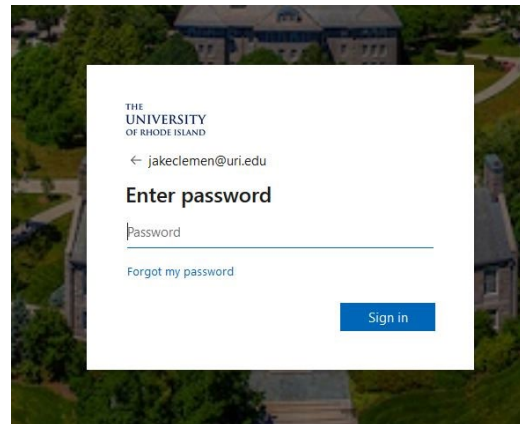 THE
UNIVERSITY
OF RHODE ISLAND
← jakeclemen@uri.edu
Enter password
Password
Forgot my password
Sign in